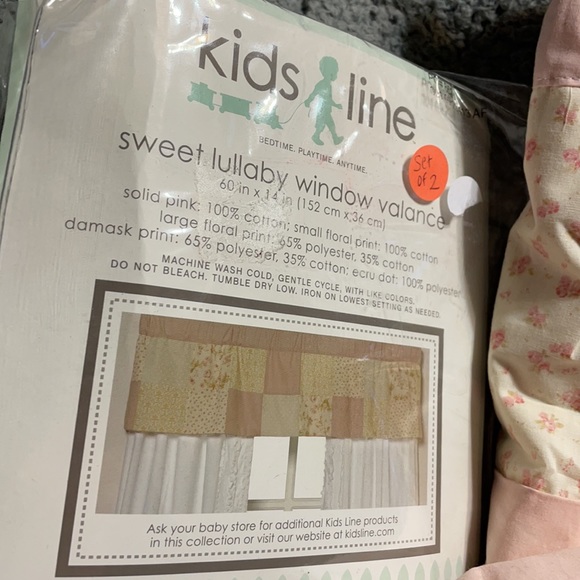 kids line
BEDTIME. PLAYTIME. ANYTIME.
sweet lullaby window valance
60 in x 14 in (152 cm x 36 cm)
solid pink: 100% cotton; small floral print: 100% cotton
large floral print: 65% polyester, 35% cotton
damask print: 65% polyester, 35% cotton; ecru dot: 100% polyester
MACHINE WASH COLD, GENTLE CYCLE, WITH LIKE COLORS.
DO NOT BLEACH. TUMBLE DRY LOW. IRON ON LOWEST SETTING AS NEEDED.
Set
of 2
Ask your baby store for additional Kids Line products
in this collection or visit our website at kidsline.com